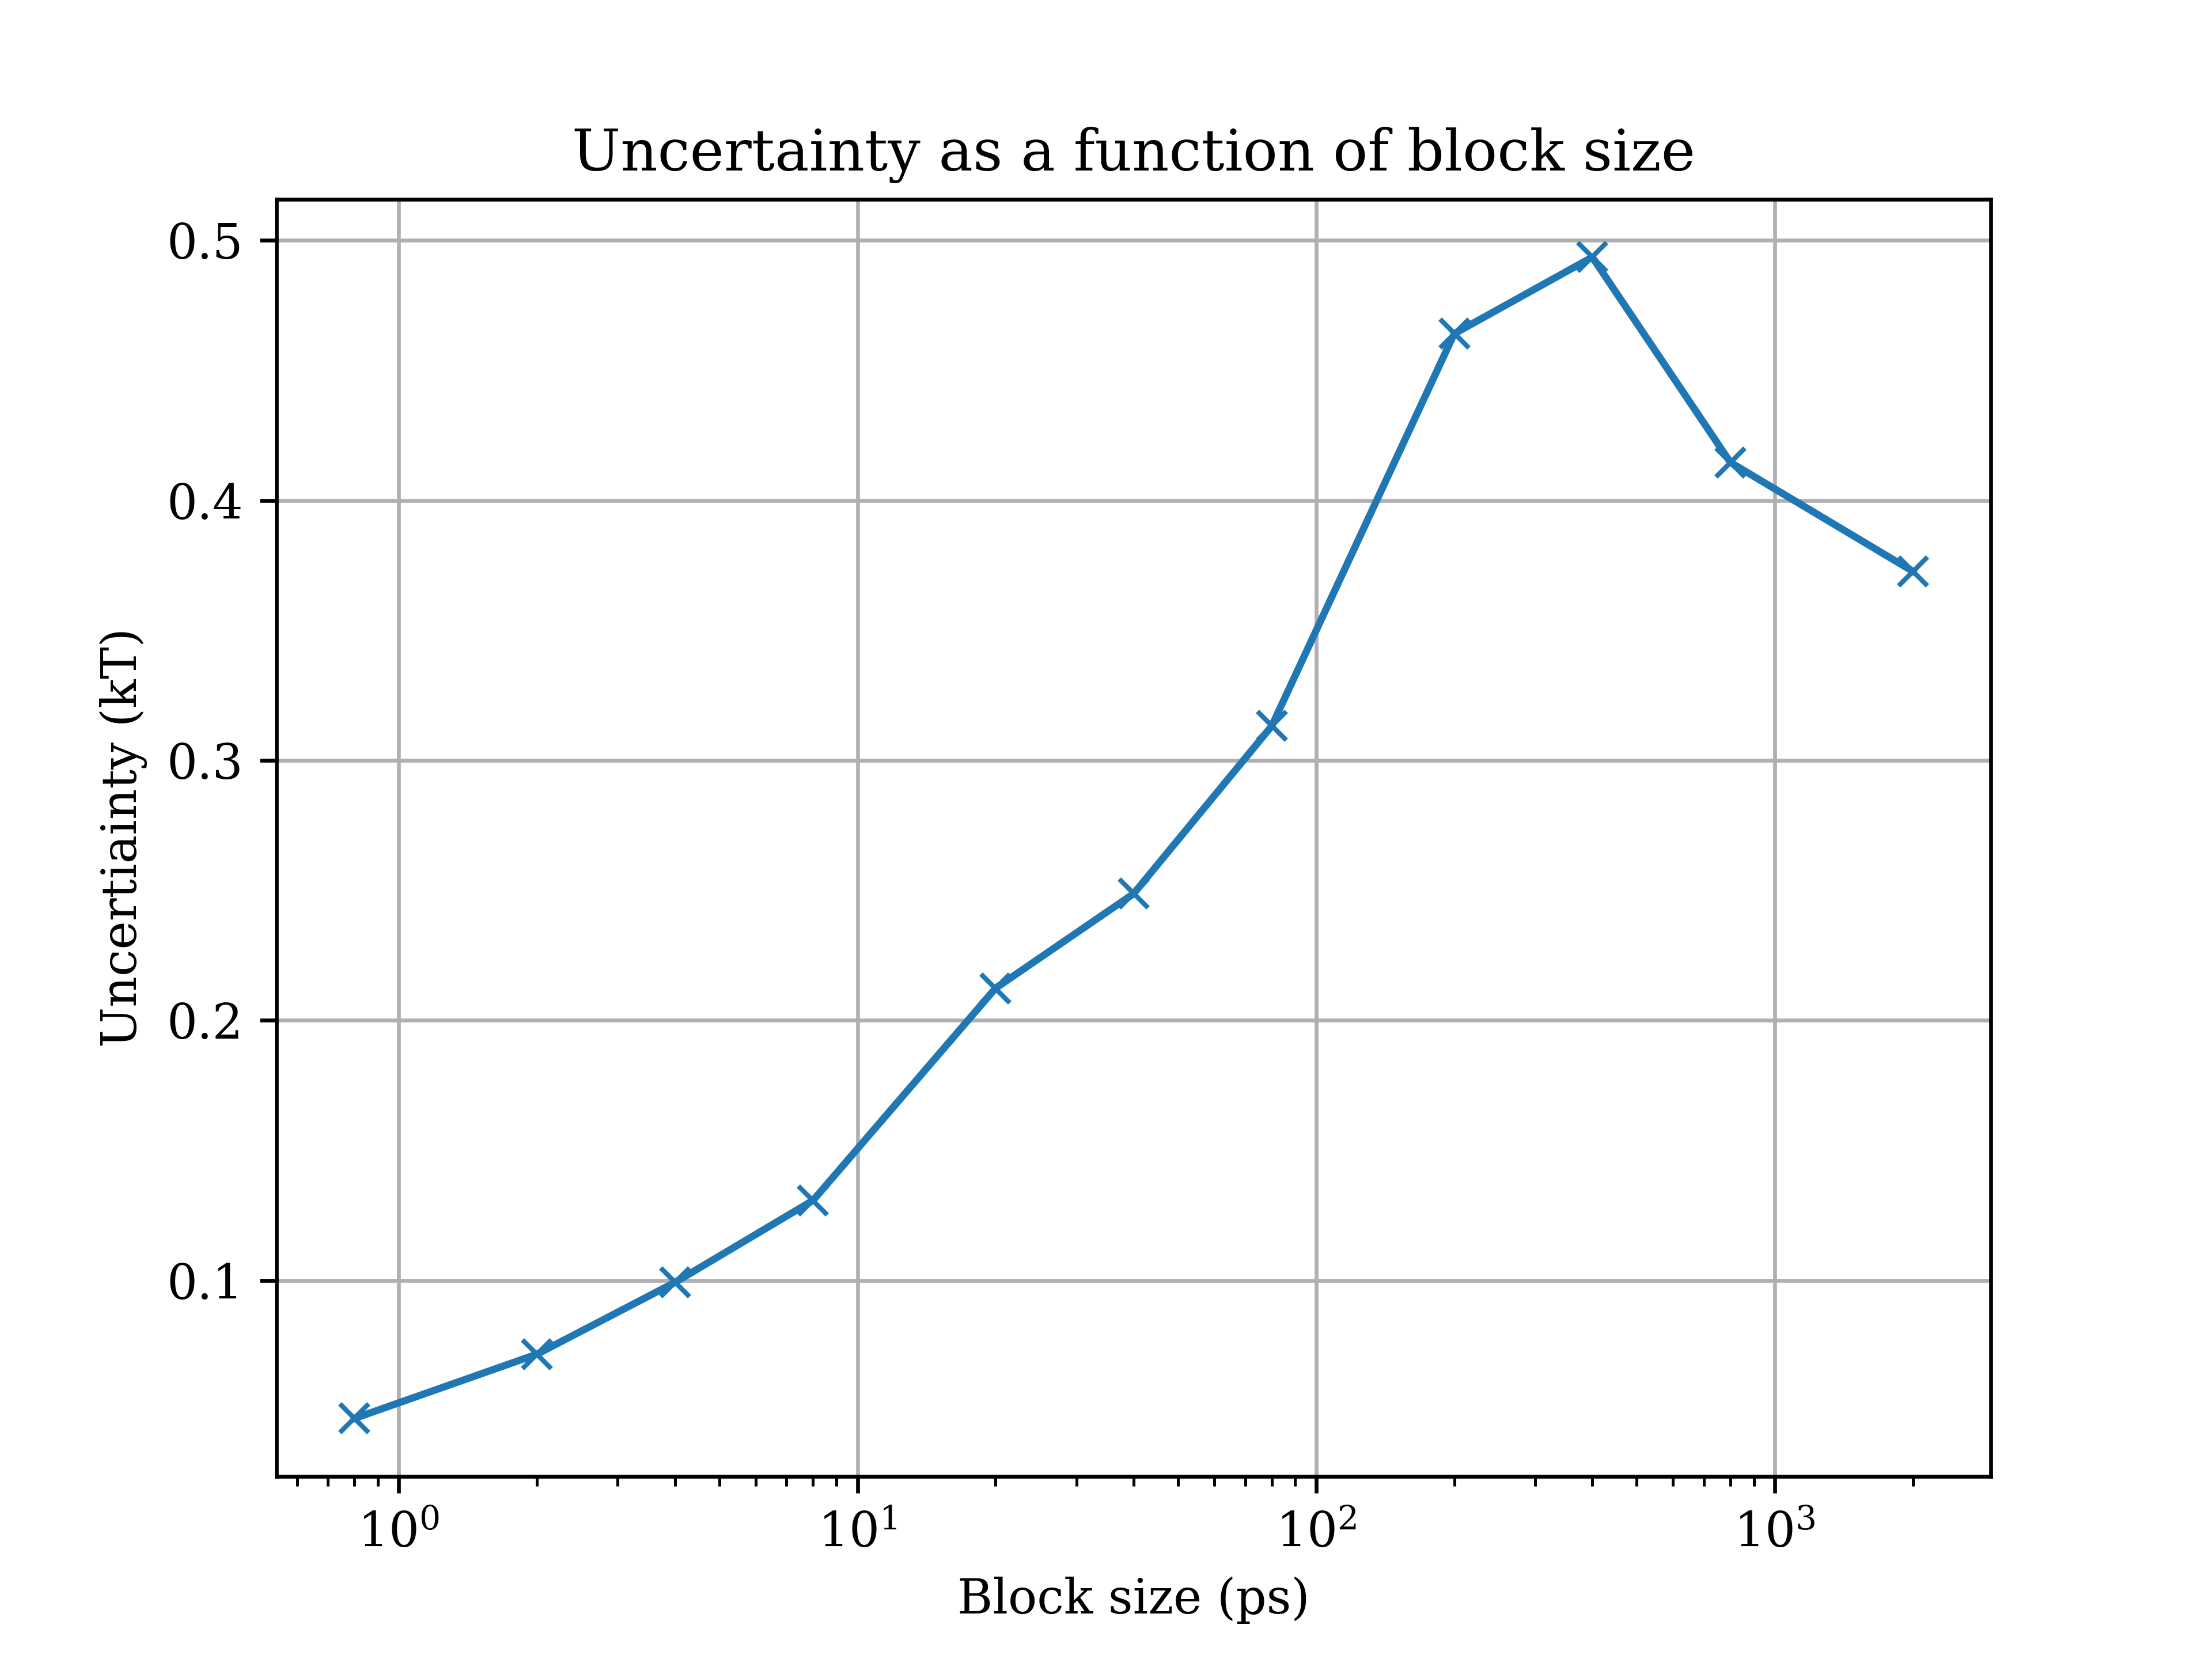 Uncertainty as a function of block size
Uncertiainty (kT)
0.5
0.4
0.3
0.2
0.1
10⁰ 10¹ 10² 10³
Block size (ps)